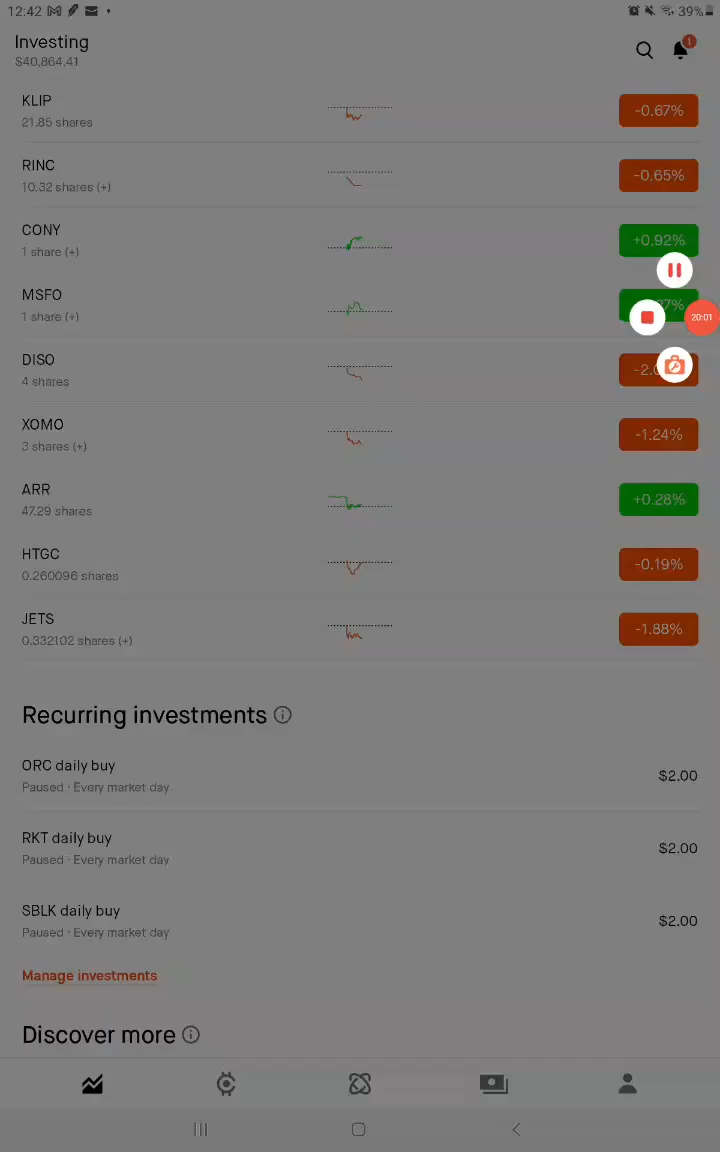 12:42
39%
Investing
$40,864.41
1
KLIP
21.85 shares
-0.67%
RINC
10.32 shares (+)
-0.65%
CONY
1 share (+)
+0.92%
MSFO
1 share (+)
7%
20:01
DISO
4 shares
-2.
XOMO
3 shares (+)
-1.24%
ARR
47.29 shares
+0.28%
HTGC
0.260096 shares
-0.19%
JETS
0.332102 shares (+)
-1.88%
Recurring investments
ORC daily buy
Paused · Every market day
$2.00
RKT daily buy
Paused · Every market day
$2.00
SBLK daily buy
Paused · Every market day
$2.00
Manage investments
Discover more